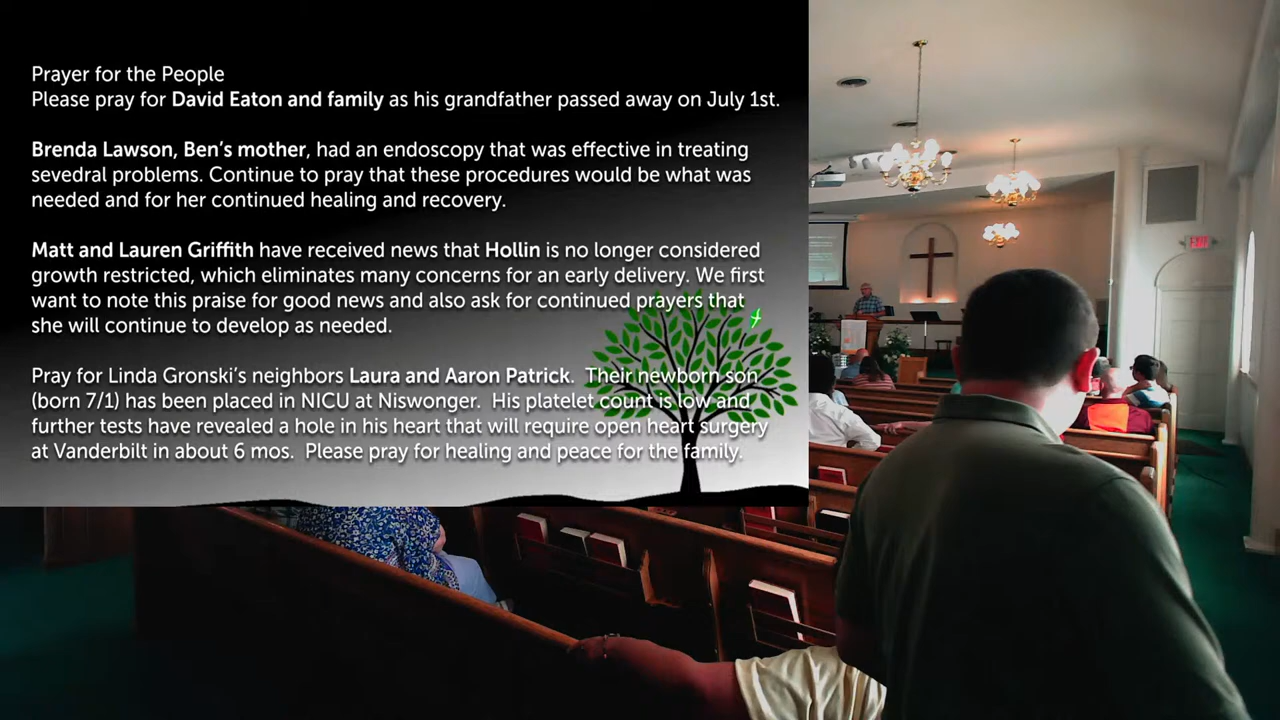 Prayer for the People
Please pray for David Eaton and family as his grandfather passed away on July 1st.
Brenda Lawson, Ben's mother, had an endoscopy that was effective in treating
sevedral problems. Continue to pray that these procedures would be what was
needed and for her continued healing and recovery.
Matt and Lauren Griffith have received news that Hollin is no longer considered
growth restricted, which eliminates many concerns for an early delivery. We first
want to note this praise for good news and also ask for continued prayers that
she will continue to develop as needed.
Pray for Linda Gronski's neighbors Laura and Aaron Patrick. Their newborn son
(born 7/1) has been placed in NICU at Niswonger. His platelet count is low and
further tests have revealed a hole in his heart that will require open heart surgery
at Vanderbilt in about 6 mos. Please pray for healing and peace for the family.
EXIT